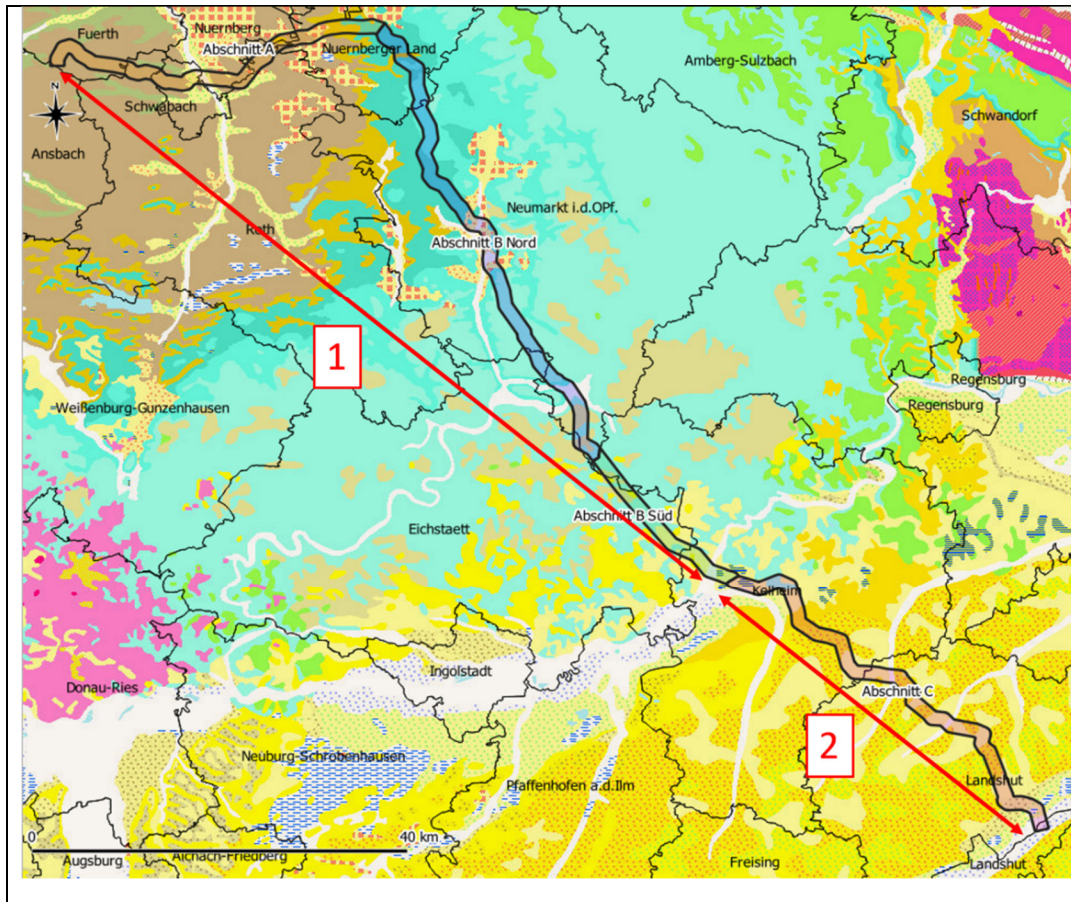 Fuerth
Nuernberg
Abschnitt A
Nuernberger Land
Amberg-Sulzbach
N
Schwabach
Schwandorf
Ansbach
Neumarkt i.d.OPf.
Roth
Abschnitt B Nord
1
Regensburg
Weißenburg-Gunzenhausen
Regensburg
Abschnitt B Süd
Eichstaett
Kelheim
Ingolstadt
Donau-Ries
Abschnitt C
2
Neuburg-Schrobenhausen
Pfaffenhofen a.d.Ilm
Landshut
0
40 km
Augsburg
Aichach-Friedberg
Freising
Landshut